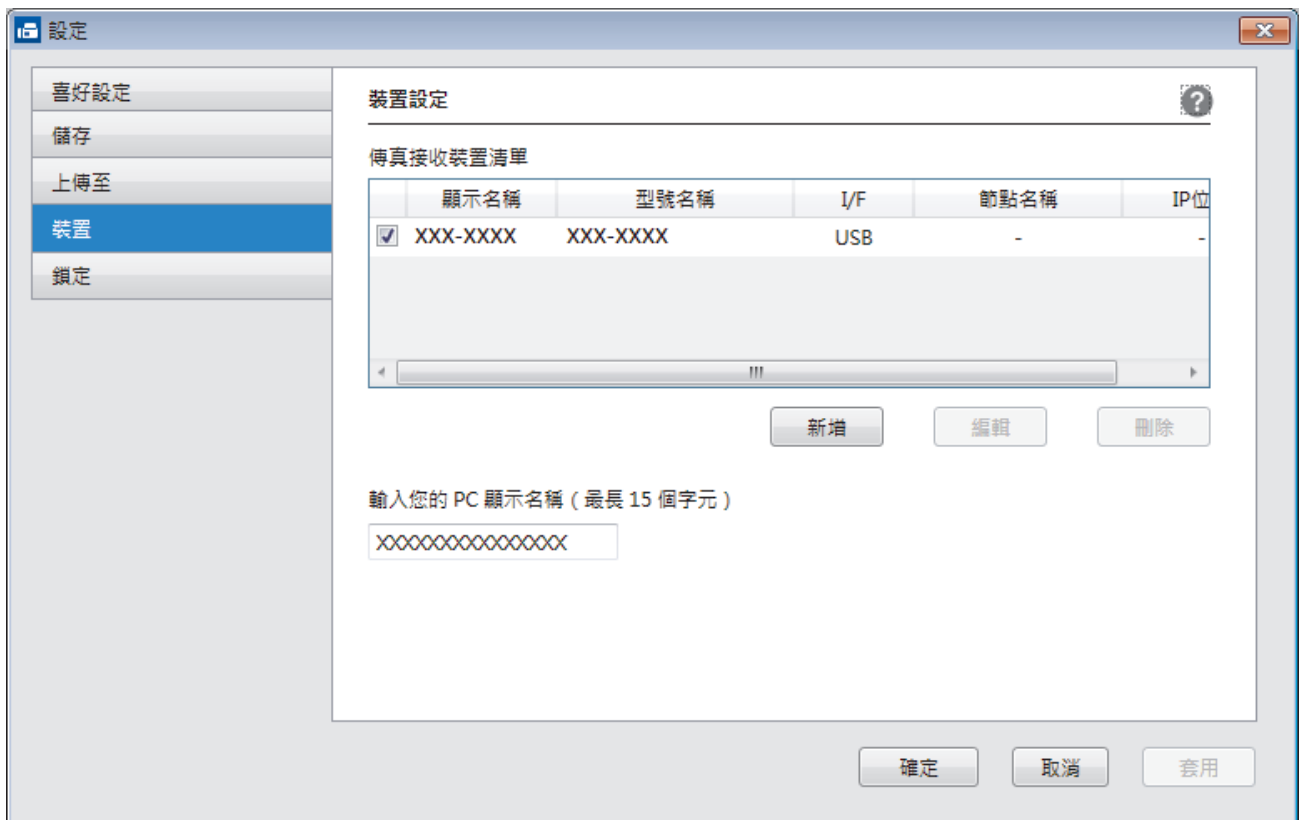 設定
喜好設定
儲存
上傳至
裝置
鎖定
裝置設定
?
傳真接收裝置清單
顯示名稱 型號名稱 I/F 節點名稱 IP位
XXX-XXXX XXX-XXXX USB - -
新增 編輯 刪除
輸入您的 PC 顯示名稱 ( 最長 15 個字元 )
XXXXXXXXXXXXXXX
確定 取消 套用